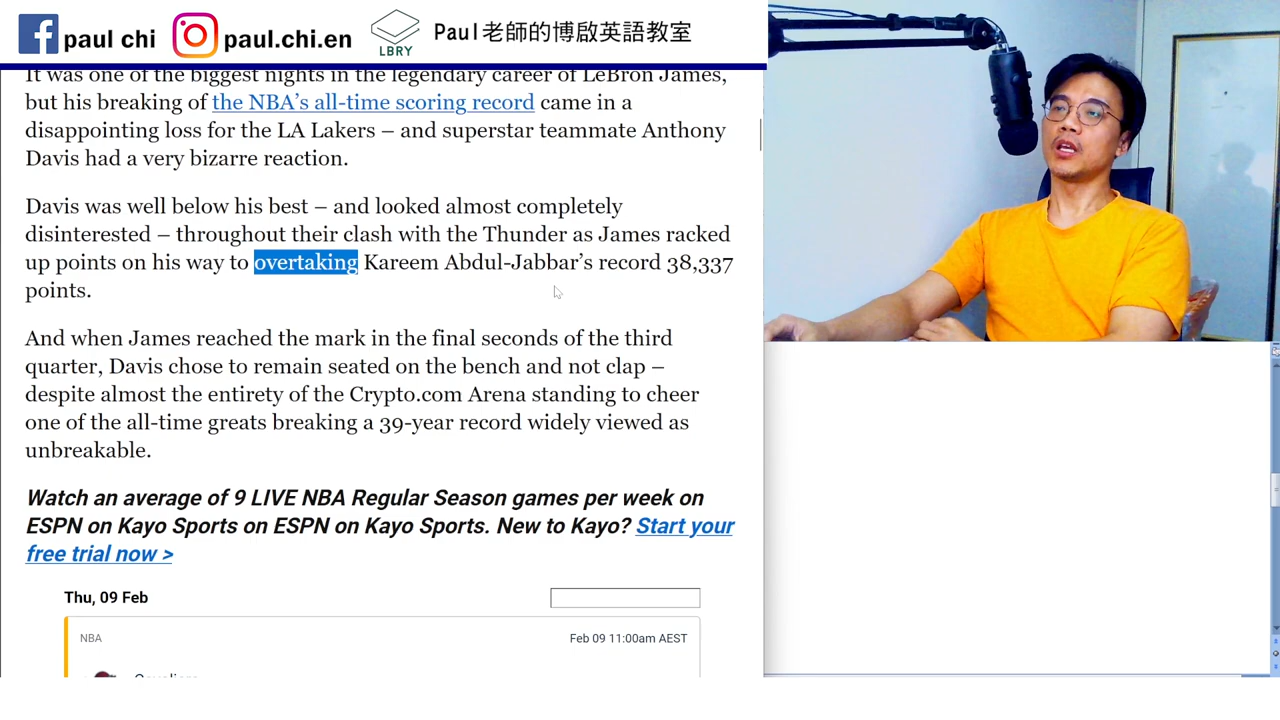 paul chi
paul.chi.en
LBRY
Paul老師的博啟英語教室
It was one of the biggest nights in the legendary career of LeBron James,
but his breaking of the NBA’s all-time scoring record came in a
disappointing loss for the LA Lakers – and superstar teammate Anthony
Davis had a very bizarre reaction.
Davis was well below his best – and looked almost completely
disinterested – throughout their clash with the Thunder as James racked
up points on his way to overtaking Kareem Abdul-Jabbar’s record 38,337
points.
And when James reached the mark in the final seconds of the third
quarter, Davis chose to remain seated on the bench and not clap –
despite almost the entirety of the Crypto.com Arena standing to cheer
one of the all-time greats breaking a 39-year record widely viewed as
unbreakable.
Watch an average of 9 LIVE NBA Regular Season games per week on
ESPN on Kayo Sports on ESPN on Kayo Sports. New to Kayo? Start your
free trial now >
Thu, 09 Feb
NBA
Feb 09 11:00am AEST